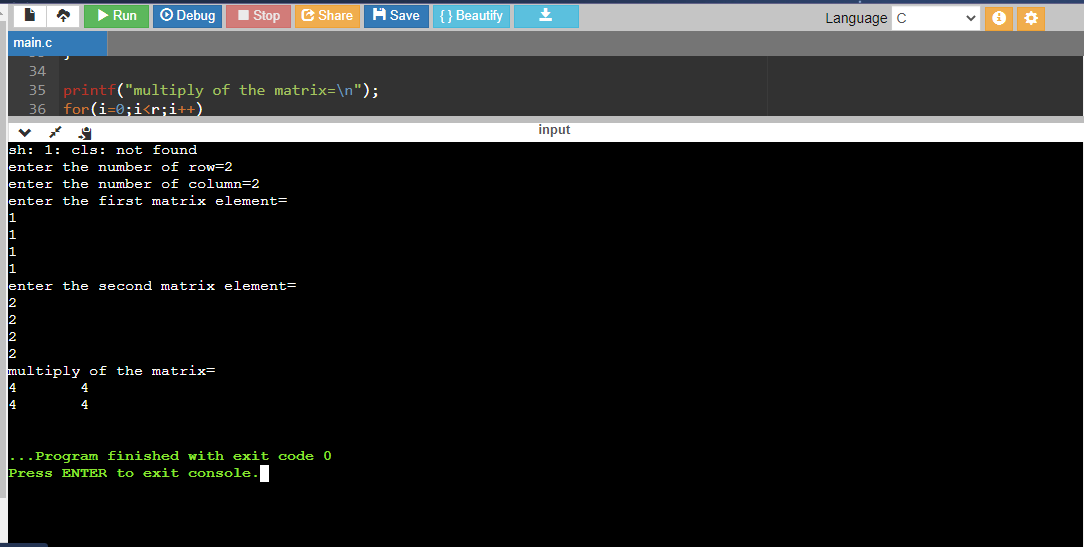 Run Debug Stop Share Save { } Beautify Language C
main.c
34
35 printf("multiply of the matrix=\n");
36 for(i=0;i<r;i++)
input
sh: 1: cls: not found
enter the number of row=2
enter the number of column=2
enter the first matrix element=
1
1
1
1
enter the second matrix element=
2
2
2
2
multiply of the matrix=
4 4
4 4
...Program finished with exit code 0
Press ENTER to exit console.